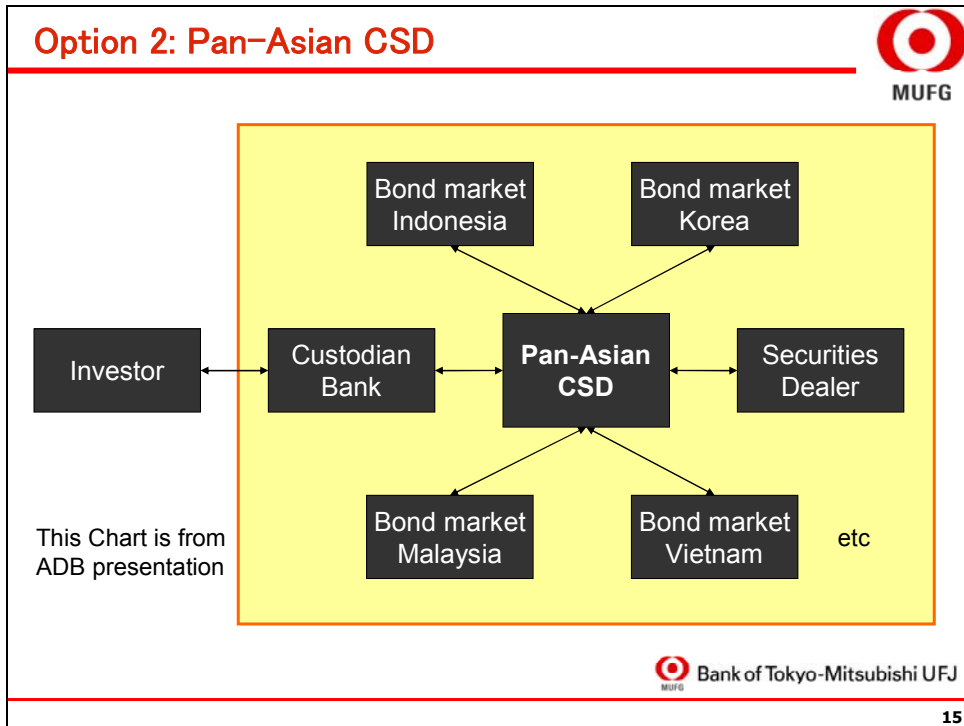 Option 2: Pan-Asian CSD
MUFG
Bond market
Indonesia
Bond market
Korea
Investor
Custodian
Bank
Pan-Asian
CSD
Securities
Dealer
This Chart is from
ADB presentation
Bond market
Malaysia
Bond market
Vietnam
etc
MUFG
Bank of Tokyo-Mitsubishi UFJ
15